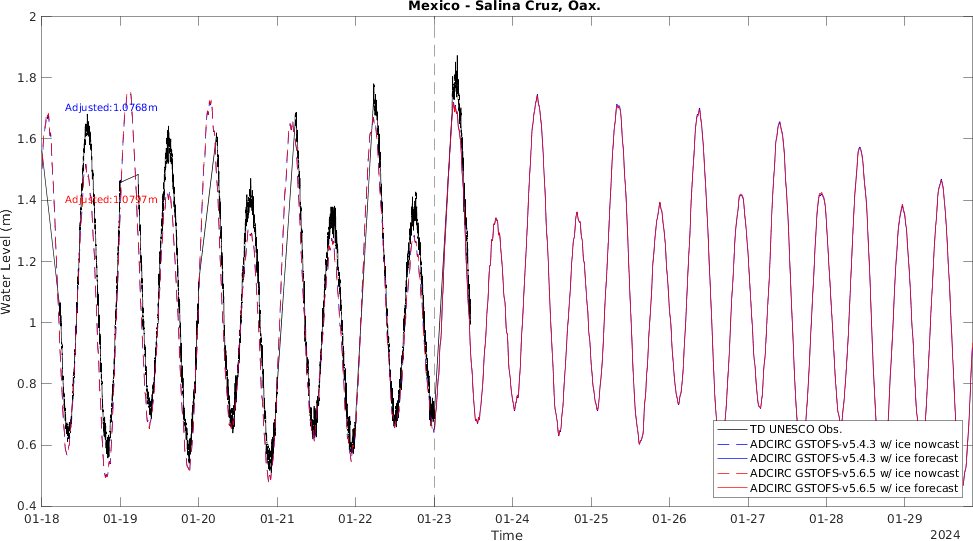 Mexico - Salina Cruz, Oax.
2
1.8
1.6
1.4
1.2
1
0.8
0.6
0.4
Water Level (m)
Adjusted:1.0768m
Adjusted:1.0797m
TD UNESCO Obs.
ADCIRC GSTOFS-v5.4.3 w/ ice nowcast
ADCIRC GSTOFS-v5.4.3 w/ ice forecast
ADCIRC GSTOFS-v5.6.5 w/ ice nowcast
ADCIRC GSTOFS-v5.6.5 w/ ice forecast
01-18 01-19 01-20 01-21 01-22 01-23 01-24 01-25 01-26 01-27 01-28 01-29
Time
2024